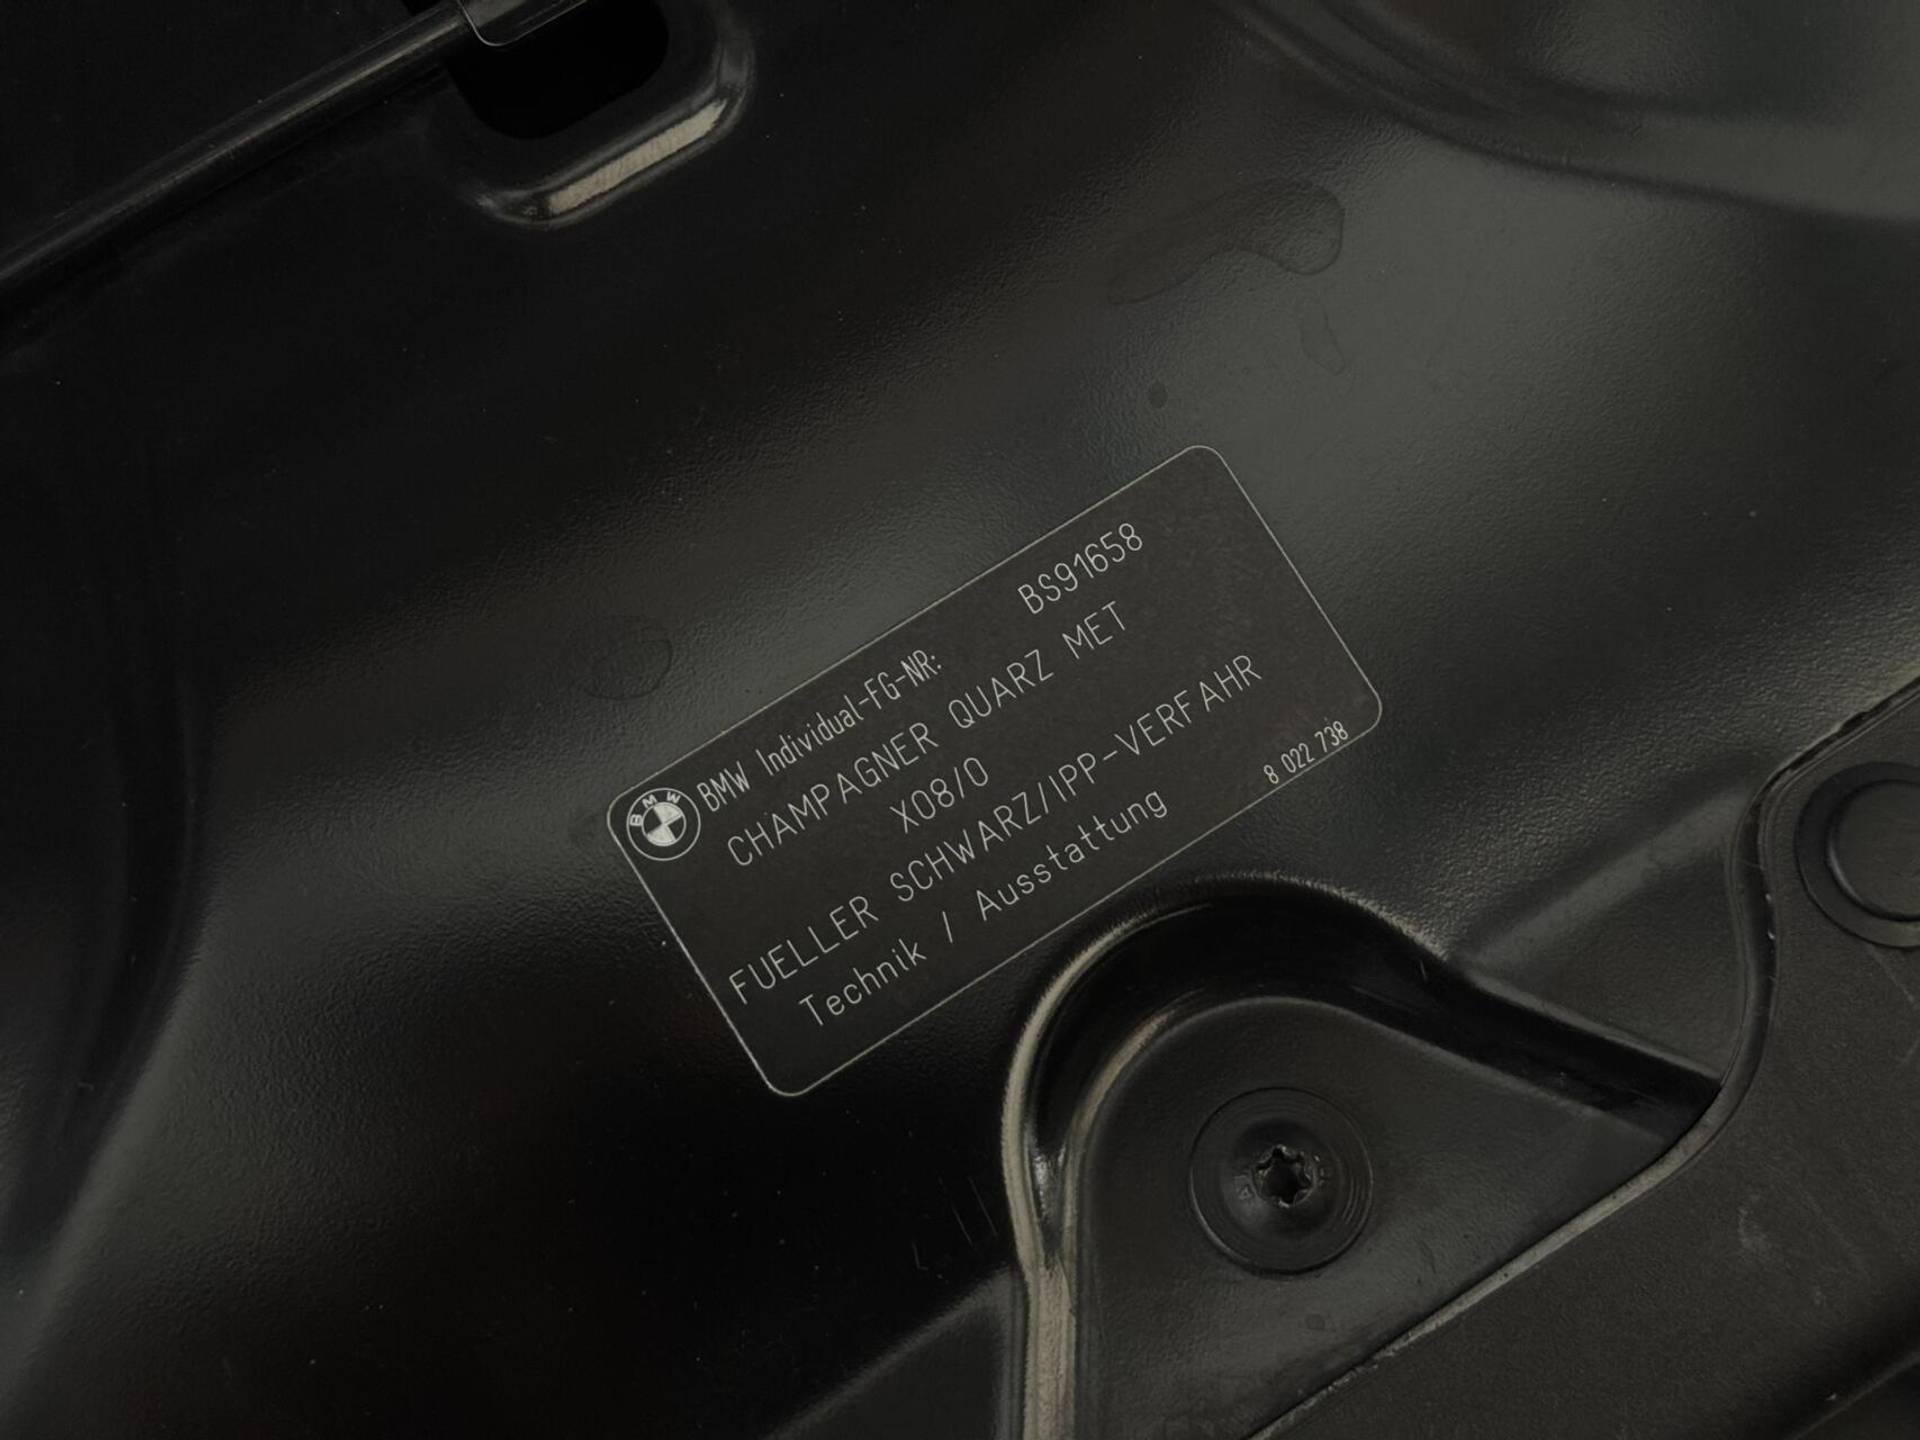 BMW
BMW Individual-FG-NR: BS91658
CHAMPAGNER QUARZ MET
X08/0
FUELLER SCHWARZ/IPP-VERFAHR
Technik / Ausstattung
8 022 738